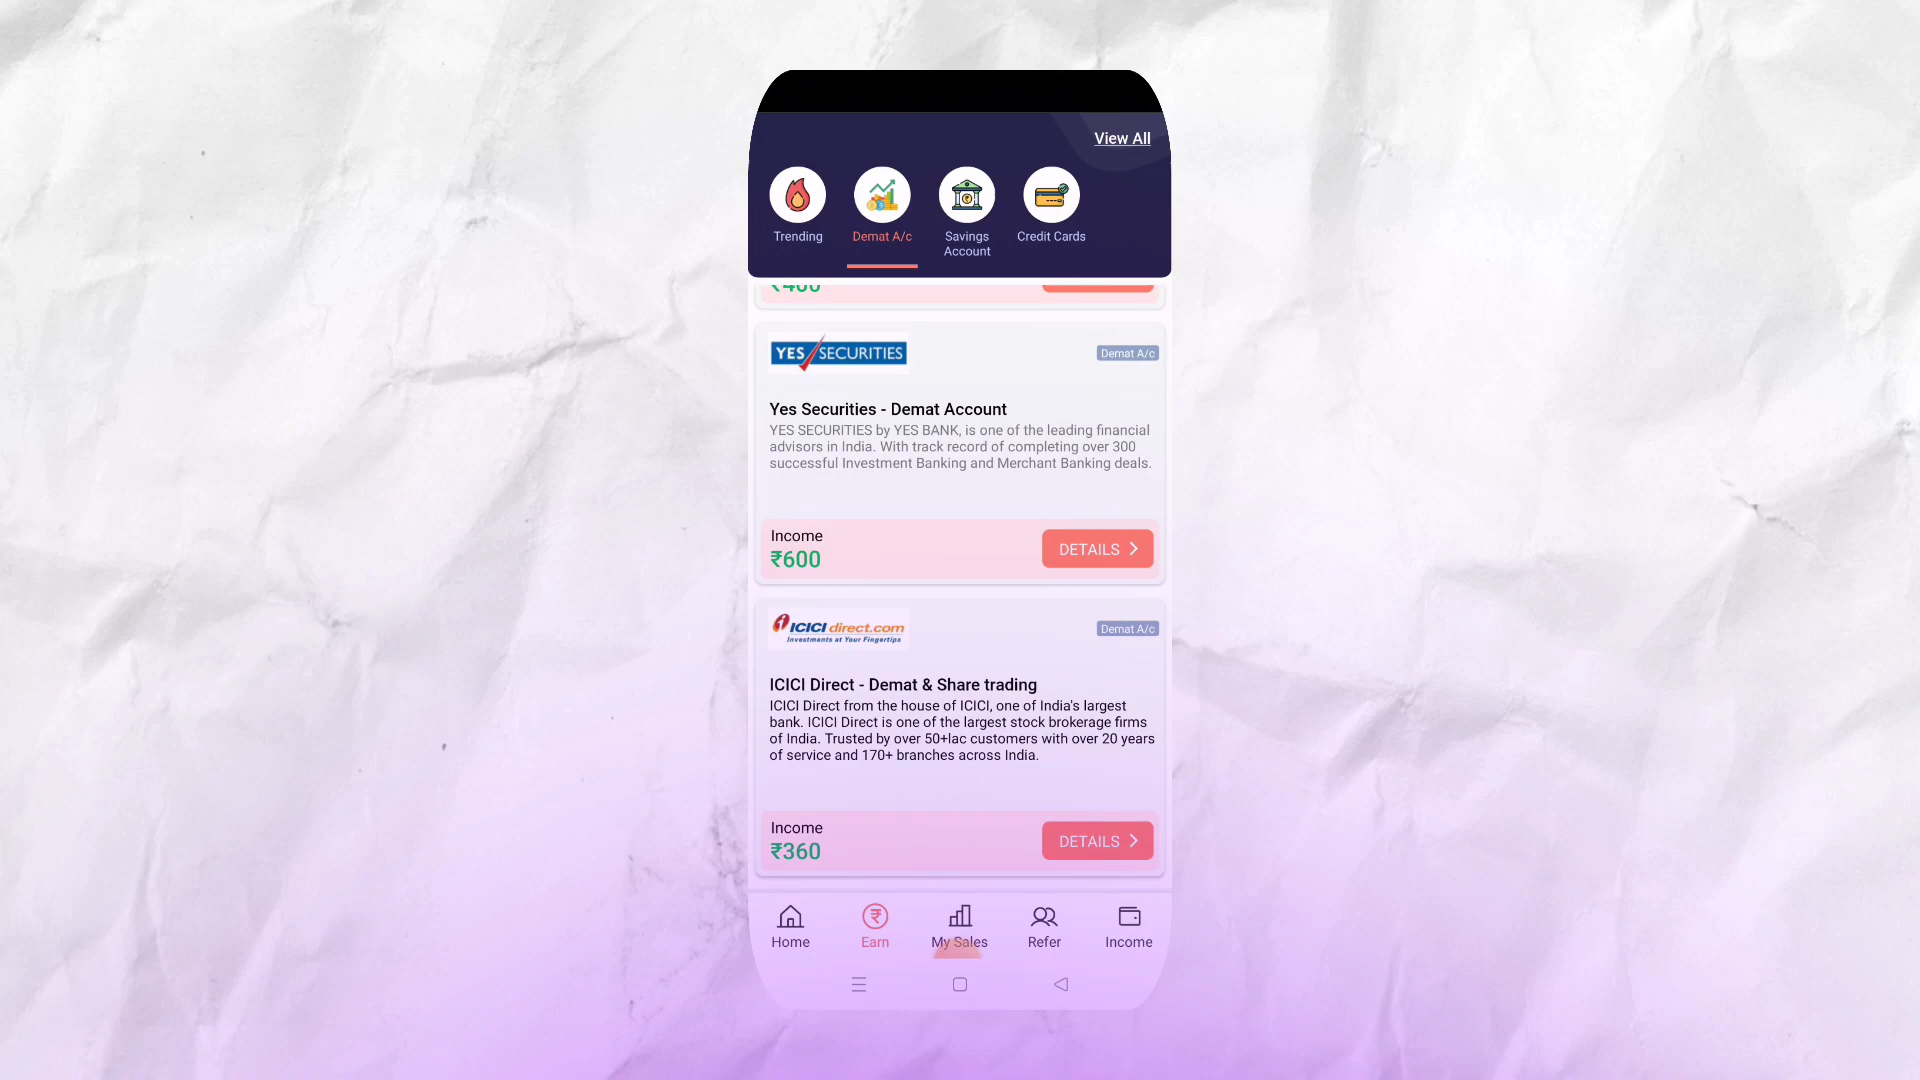 View All
Trending
Demat A/c
Savings
Account
Credit Cards
YES SECURITIES
Demat A/c
Yes Securities - Demat Account
YES SECURITIES by YES BANK, is one of the leading financial
advisors in India. With track record of completing over 300
successful Investment Banking and Merchant Banking deals.
Income
₹600
DETAILS
ICICI direct.com
Investments at Your Fingertips
Demat A/c
ICICI Direct - Demat & Share trading
ICICI Direct from the house of ICICI, one of India's largest
bank. ICICI Direct is one of the largest stock brokerage firms
of India. Trusted by over 50+lac customers with over 20 years
of service and 170+ branches across India.
Income
₹360
DETAILS
Home
Earn
My Sales
Refer
Income